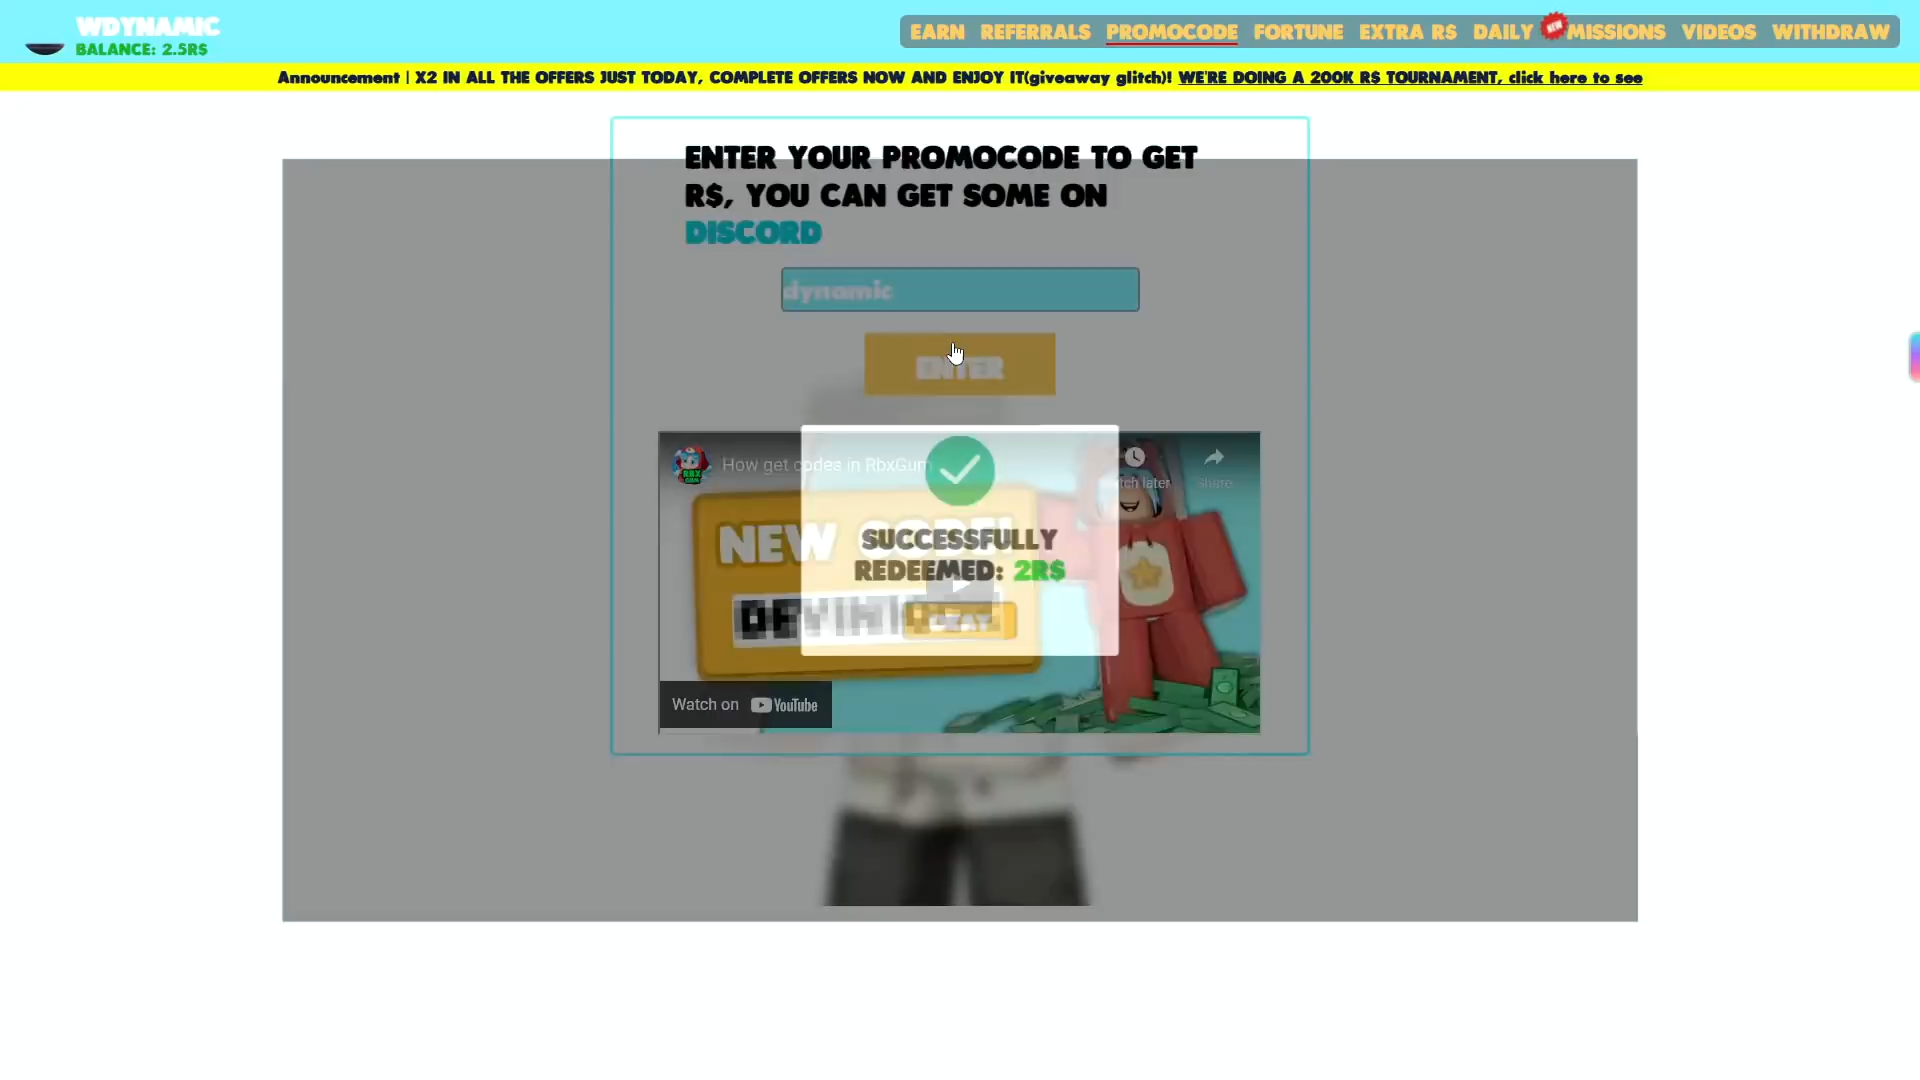 WDYNAMIC
BALANCE: 2.5R$
EARN REFERRALS PROMOCODE FORTUNE EXTRA R$ DAILY NEW MISSIONS VIDEOS WITHDRAW
Announcement | X2 IN ALL THE OFFERS JUST TODAY, COMPLETE OFFERS NOW AND ENJOY IT(giveaway glitch)! WE'RE DOING A 200K R$ TOURNAMENT, click here to see
ENTER YOUR PROMOCODE TO GET
R$, YOU CAN GET SOME ON
DISCORD
dynamic
ENTER
How get codes in RbxGum
tch later
Share
NEW CODE!
SUCCESSFULLY
REDEEMED: 2R$
Watch on YouTube